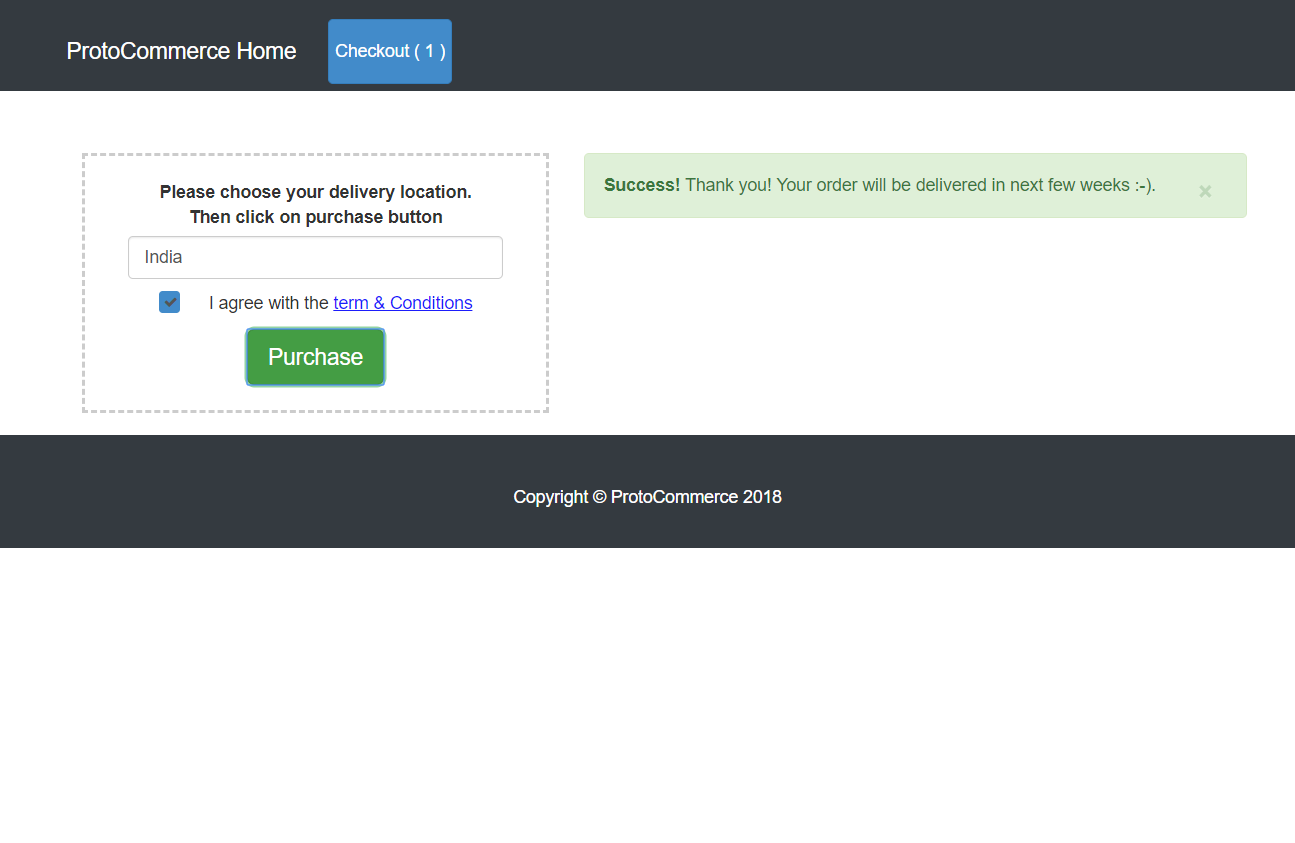 ProtoCommerce Home
Checkout ( 1 )
Please choose your delivery location.
Then click on purchase button
India
I agree with the term & Conditions
Purchase
Success! Thank you! Your order will be delivered in next few weeks :-).
×
Copyright © ProtoCommerce 2018